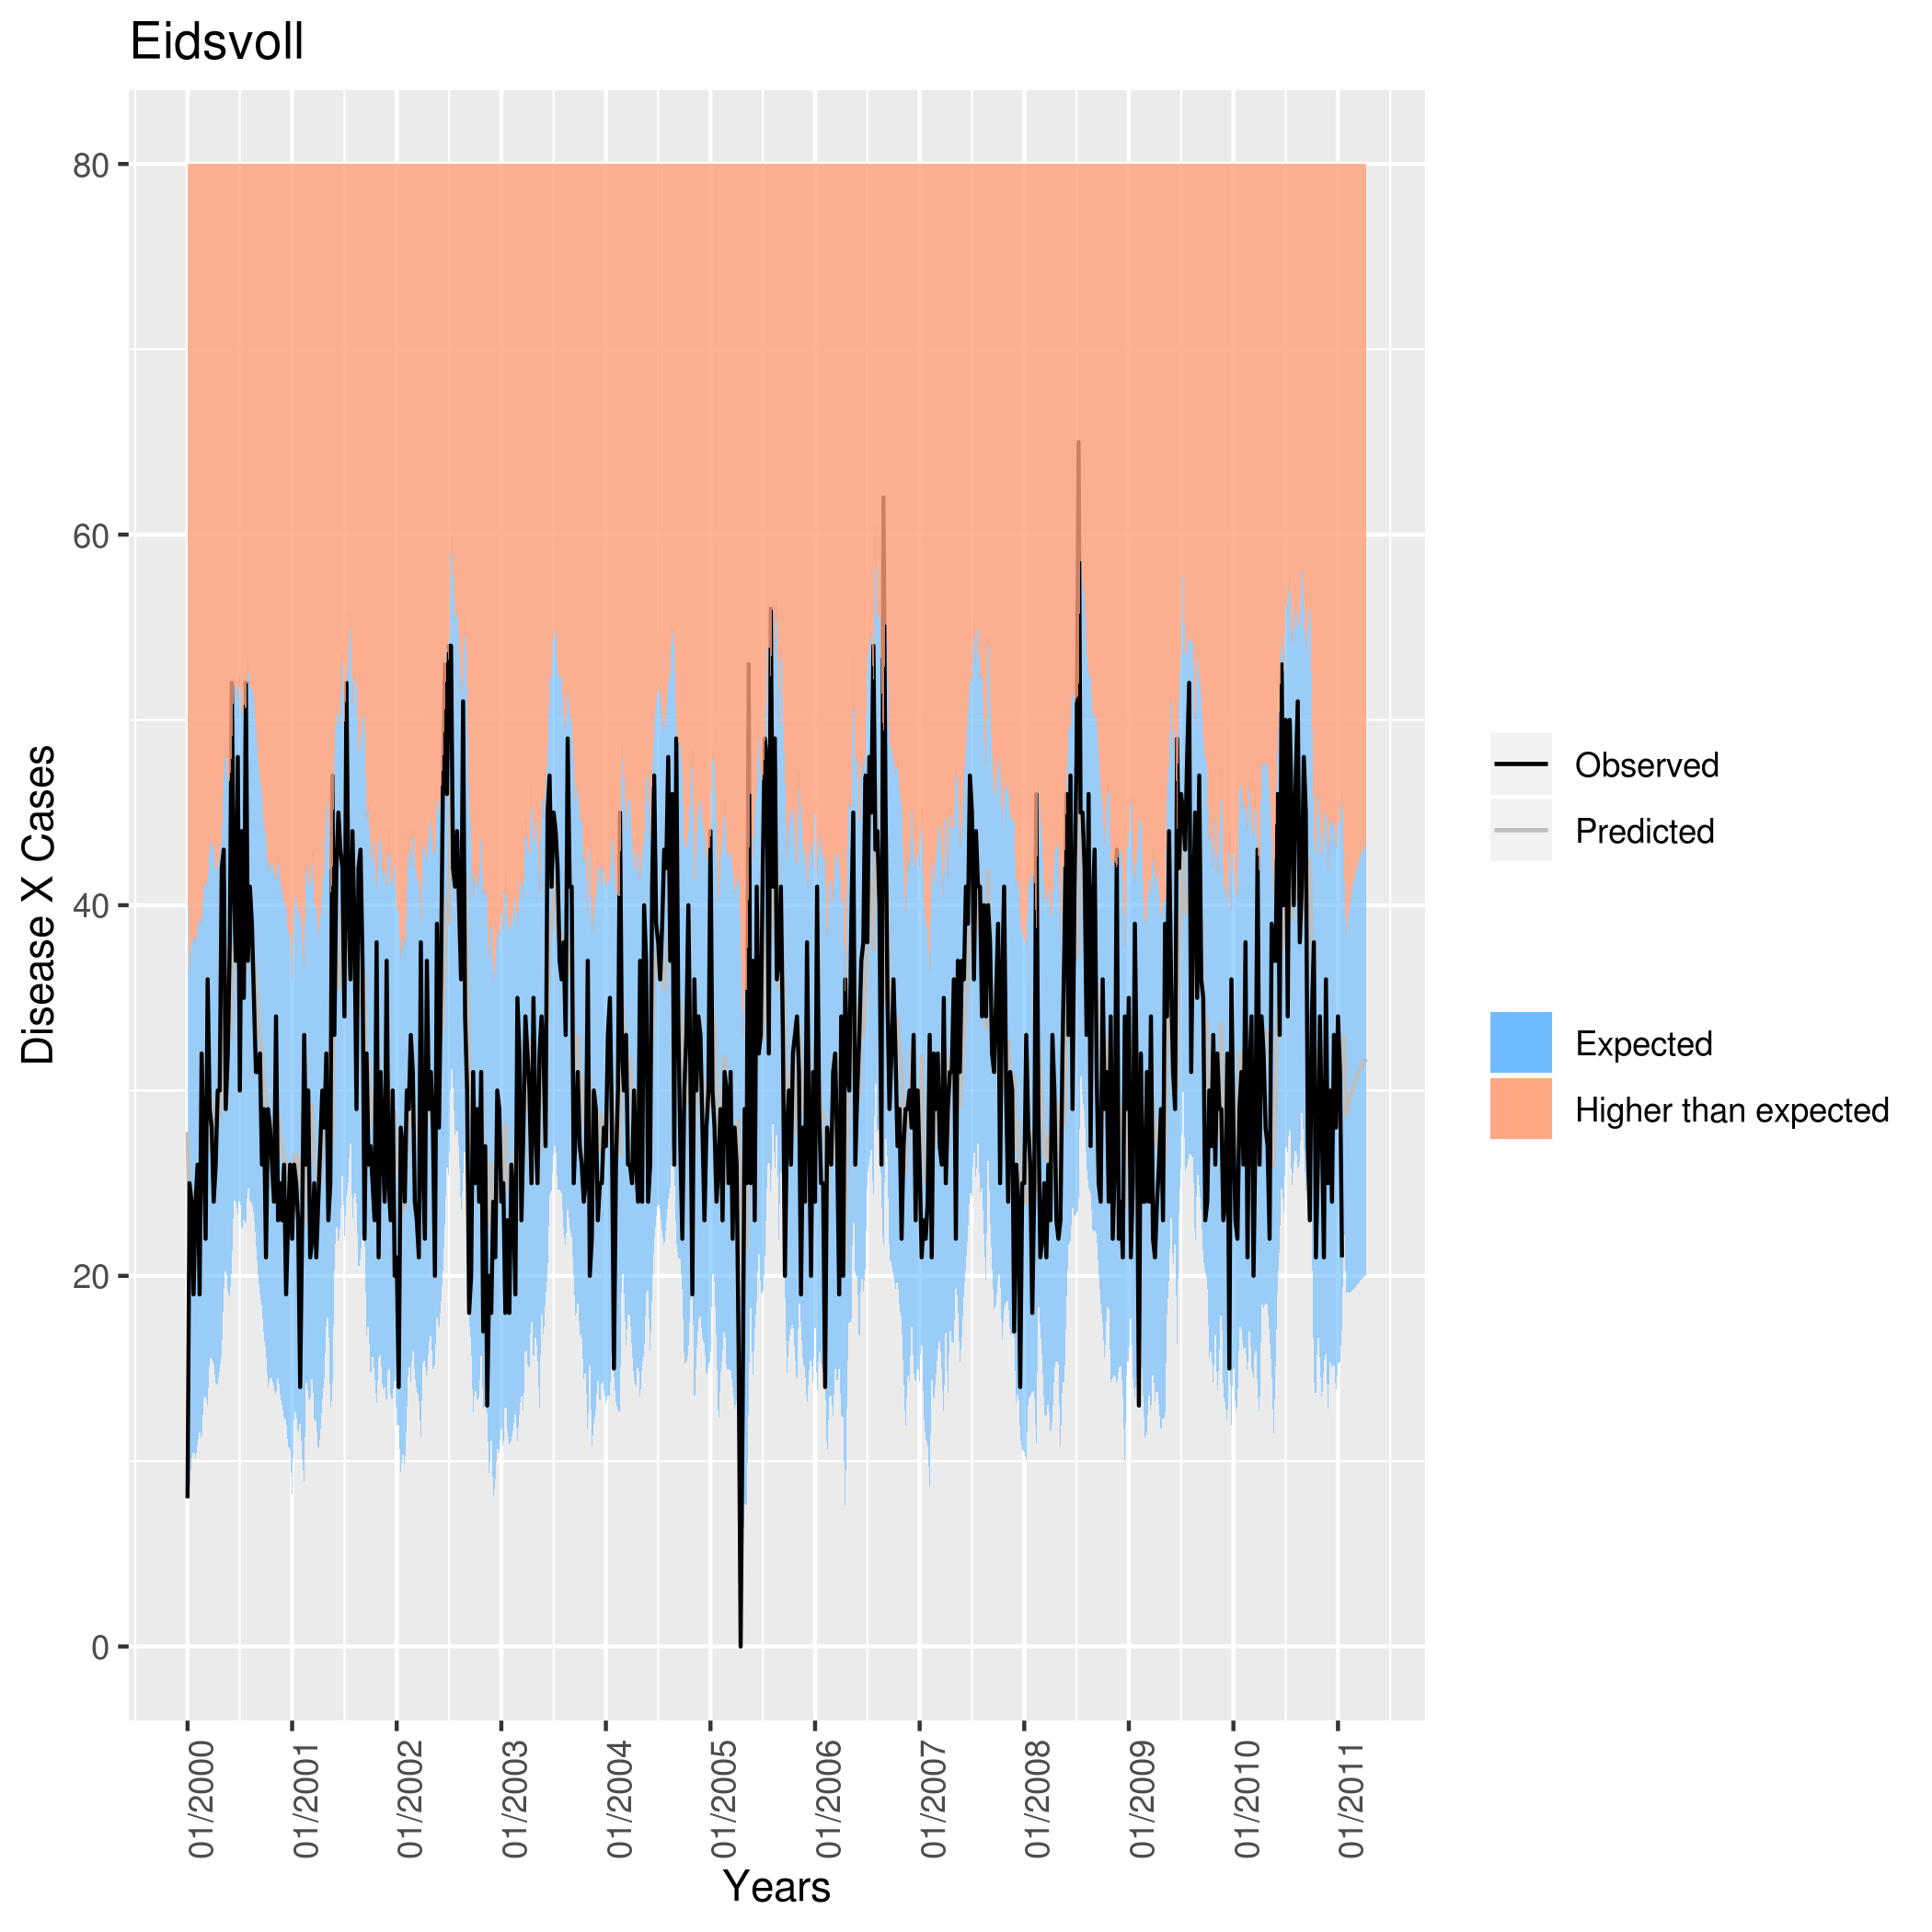 Eidsvoll
80
60
40
20
0
Disease X Cases
01/2000
01/2001
01/2002
01/2003
01/2004
01/2005
01/2006
01/2007
01/2008
01/2009
01/2010
01/2011
Years
Observed
Predicted
Expected
Higher than expected